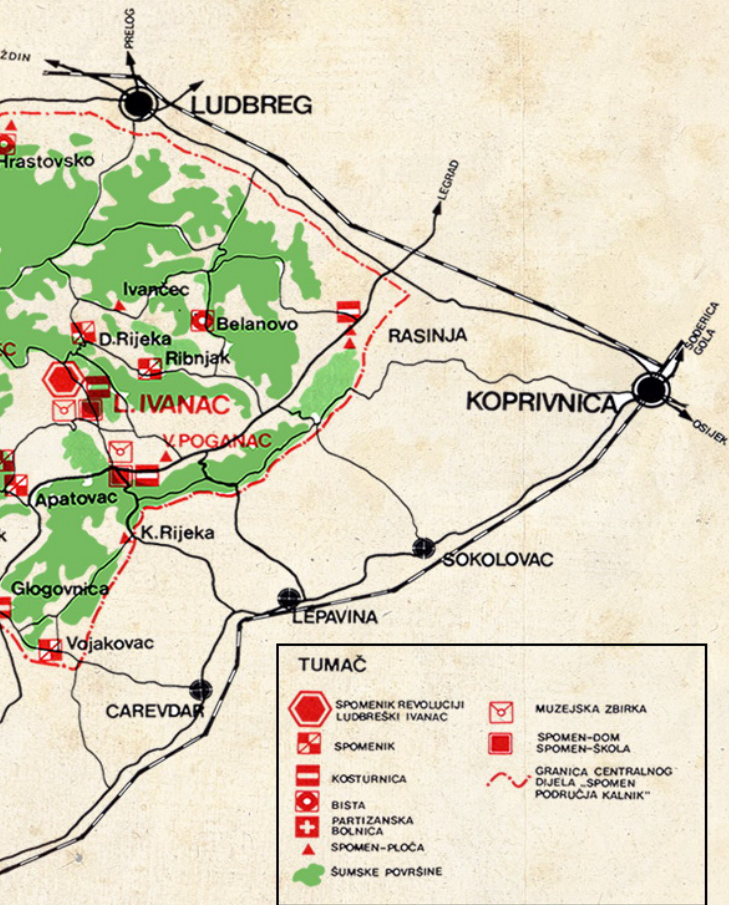 PRELOG
ŽDIN
LUDBREG
Hrastovsko
LEGRAD
Ivančec
Belanovo
D.Rijeka
Ribnjak
EC
RASINJA
ŠODERICA
GOLA
L.IVANAC
KOPRIVNICA
OSIJEK
V.POGANAC
Apatovac
k
K.Rijeka
SOKOLOVAC
Glogovnica
LEPAVINA
Vojakovac
CAREVDAR
TUMAČ
SPOMENIK REVOLUCIJI
LUDBREŠKI IVANAC
SPOMENIK
KOSTURNICA
BISTA
PARTIZANSKA
BOLNICA
SPOMEN-PLOČA
ŠUMSKE POVRŠINE
MUZEJSKA ZBIRKA
SPOMEN-DOM
SPOMEN-ŠKOLA
GRANICA CENTRALNOG
DIJELA „SPOMEN
PODRUČJA KALNIK"